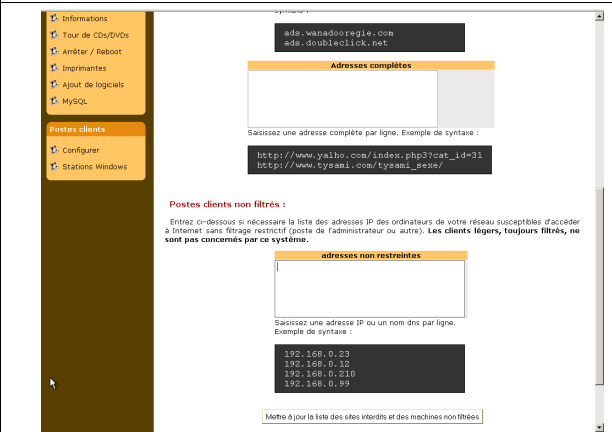 Informations
Tour de CDs/DVDs
Arrêter / Reboot
Imprimantes
Ajout de logiciels
MySQL
Postes clients
Configurer
Stations Windows
syntaxe :
ads.wanadooregie.com
ads.doubleclick.net
Adresses complètes
Saisissez une adresse complète par ligne. Exemple de syntaxe :
http://www.yalho.com/index.php3?cat_id=31
http://www.tysami.com/tysami_sexe/
Postes clients non filtrés :
Entrez ci-dessous si nécessaire la liste des adresses IP des ordinateurs de votre réseau susceptibles d'accéder
à Internet sans filtrage restrictif (poste de l'administrateur ou autre). Les clients légers, toujours filtrés, ne
sont pas concernés par ce système.
adresses non restreintes
Saisissez une adresse IP ou un nom dns par ligne.
Exemple de syntaxe :
192.168.0.23
192.168.0.12
192.168.0.210
192.168.0.99
Mettre à jour la liste des sites interdits et des machines non filtrées